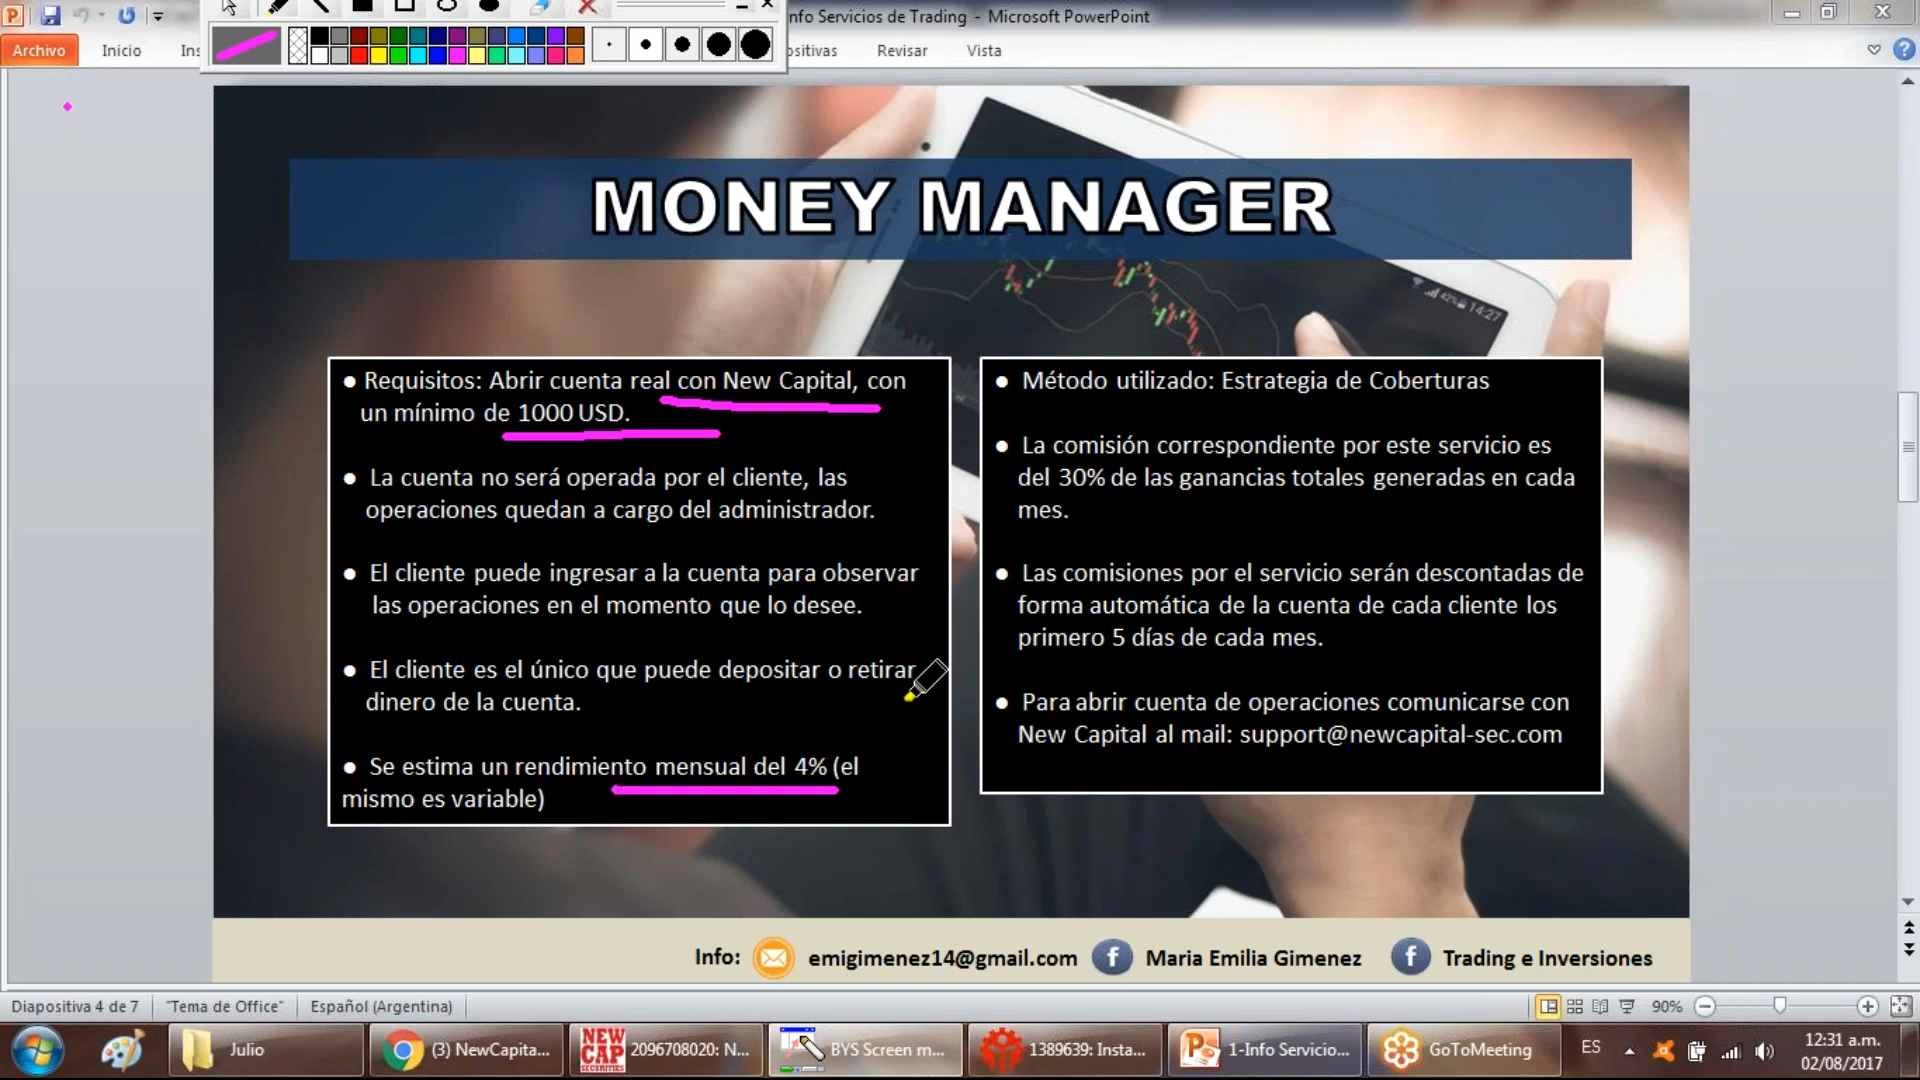 Info Servicios de Trading - Microsoft PowerPoint
Archivo
Inicio
Ins
ositivas
Revisar
Vista
MONEY MANAGER
● Requisitos: Abrir cuenta real con New Capital, con
un mínimo de 1000 USD.
● La cuenta no será operada por el cliente, las
operaciones quedan a cargo del administrador.
● El cliente puede ingresar a la cuenta para observar
las operaciones en el momento que lo desee.
● El cliente es el único que puede depositar o retirar
dinero de la cuenta.
● Se estima un rendimiento mensual del 4% (el
mismo es variable)
● Método utilizado: Estrategia de Coberturas
● La comisión correspondiente por este servicio es
del 30% de las ganancias totales generadas en cada
mes.
● Las comisiones por el servicio serán descontadas de
forma automática de la cuenta de cada cliente los
primero 5 días de cada mes.
● Para abrir cuenta de operaciones comunicarse con
New Capital al mail: support@newcapital-sec.com
42% 14:27
Info: emigimenez14@gmail.com Maria Emilia Gimenez Trading e Inversiones
Diapositiva 4 de 7 "Tema de Office" Español (Argentina) 90%
Julio
(3) NewCapita...
NEW CAP SECURITIES
2096708020: N...
BYS Screen m...
1389639: Insta...
1-Info Servicio...
GoToMeeting
ES
12:31 a.m.
02/08/2017